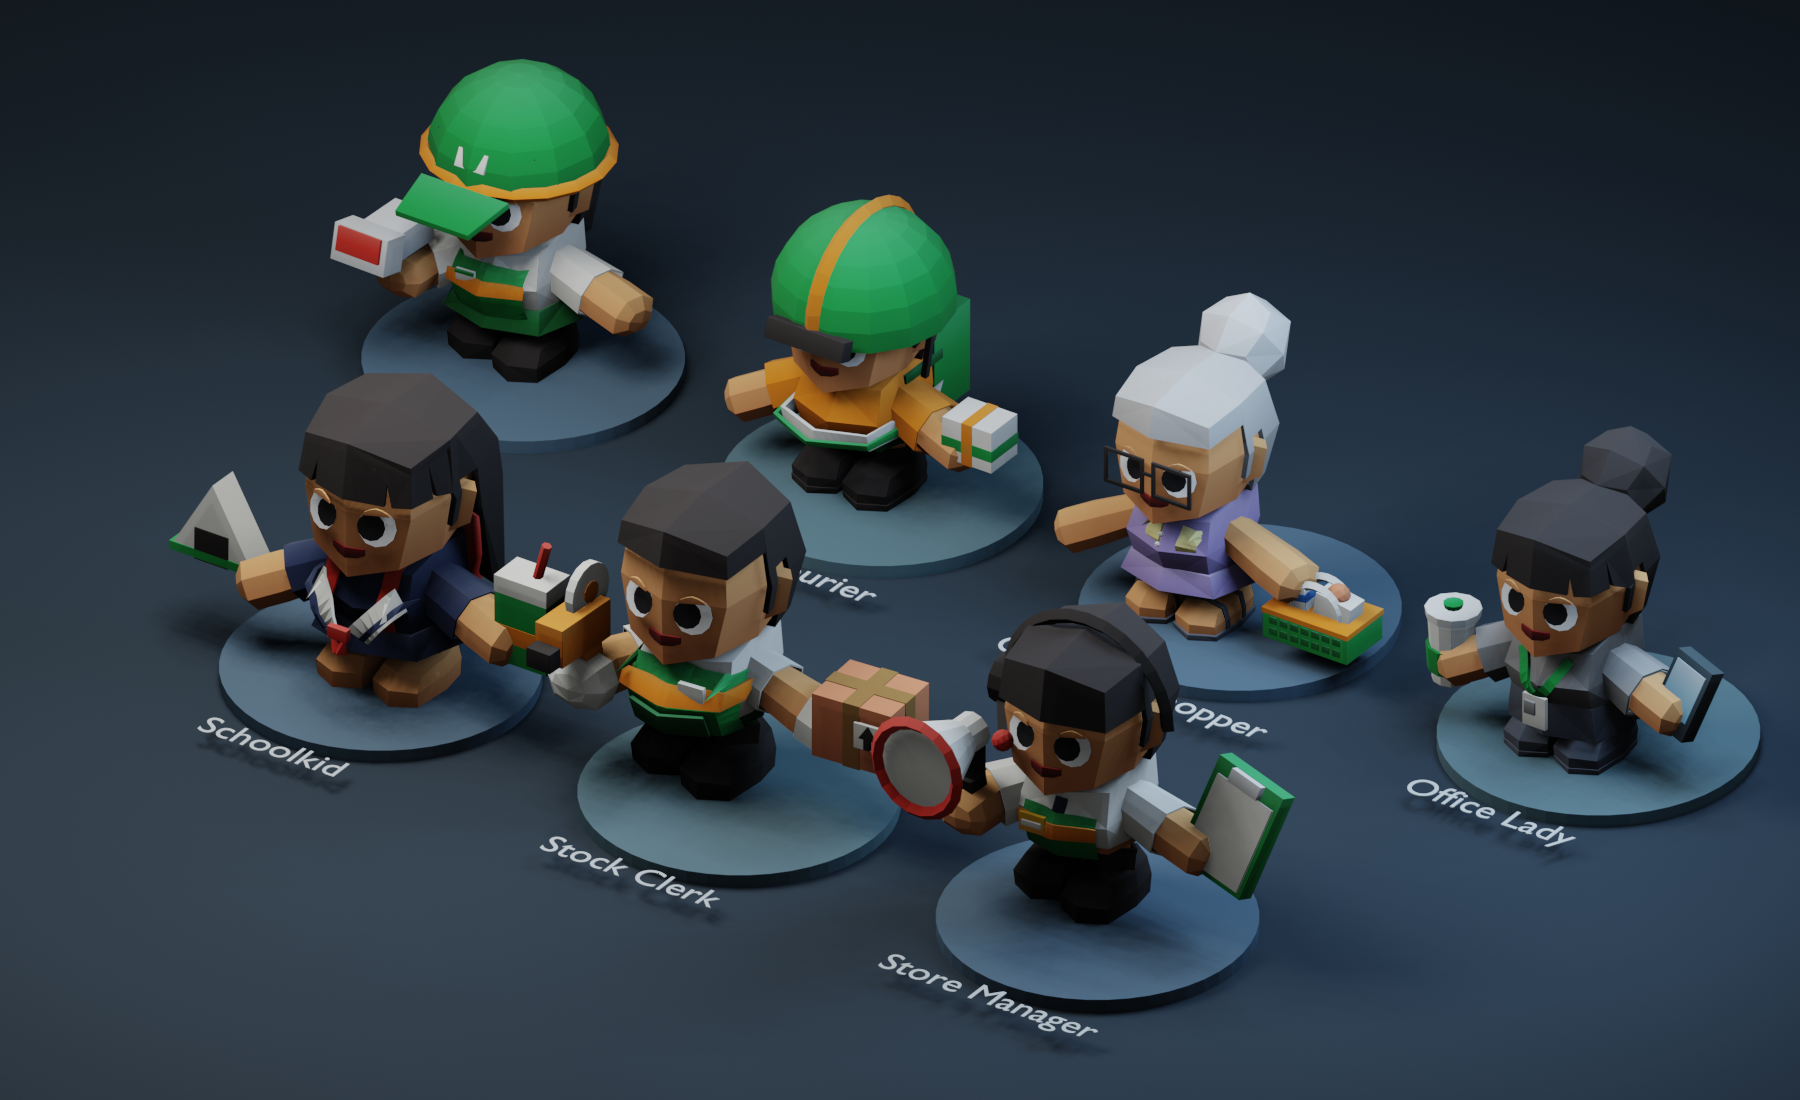 Schoolkid
urier
opper
Office Lady
Stock Clerk
Store Manager